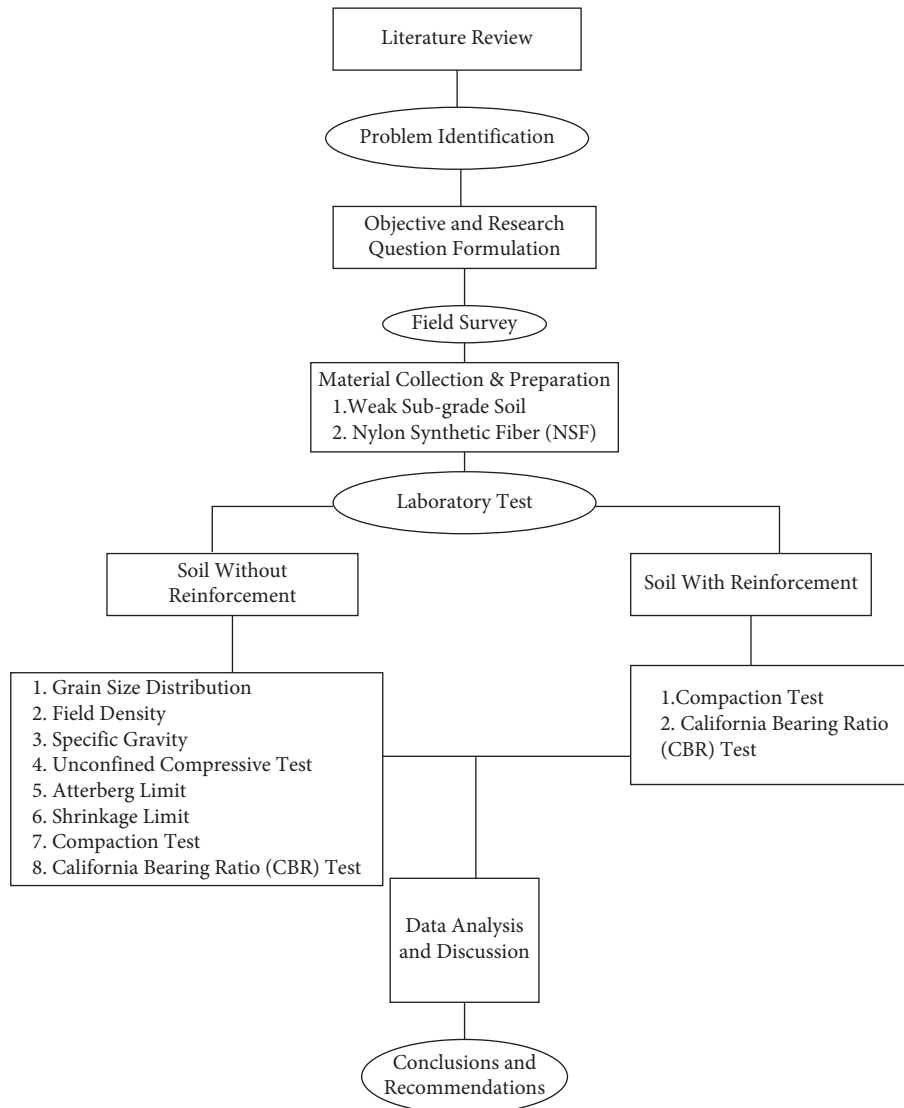 Literature Review
Problem Identification
Objective and Research
Question Formulation
Field Survey
Material Collection & Preparation
1.Weak Sub-grade Soil
2. Nylon Synthetic Fiber (NSF)
Laboratory Test
Soil Without
Reinforcement
Soil With Reinforcement
1. Grain Size Distribution
2. Field Density
3. Specific Gravity
4. Unconfined Compressive Test
5. Atterberg Limit
6. Shrinkage Limit
7. Compaction Test
8. California Bearing Ratio (CBR) Test
1.Compaction Test
2. California Bearing Ratio
(CBR) Test
Data Analysis
and Discussion
Conclusions and
Recommendations